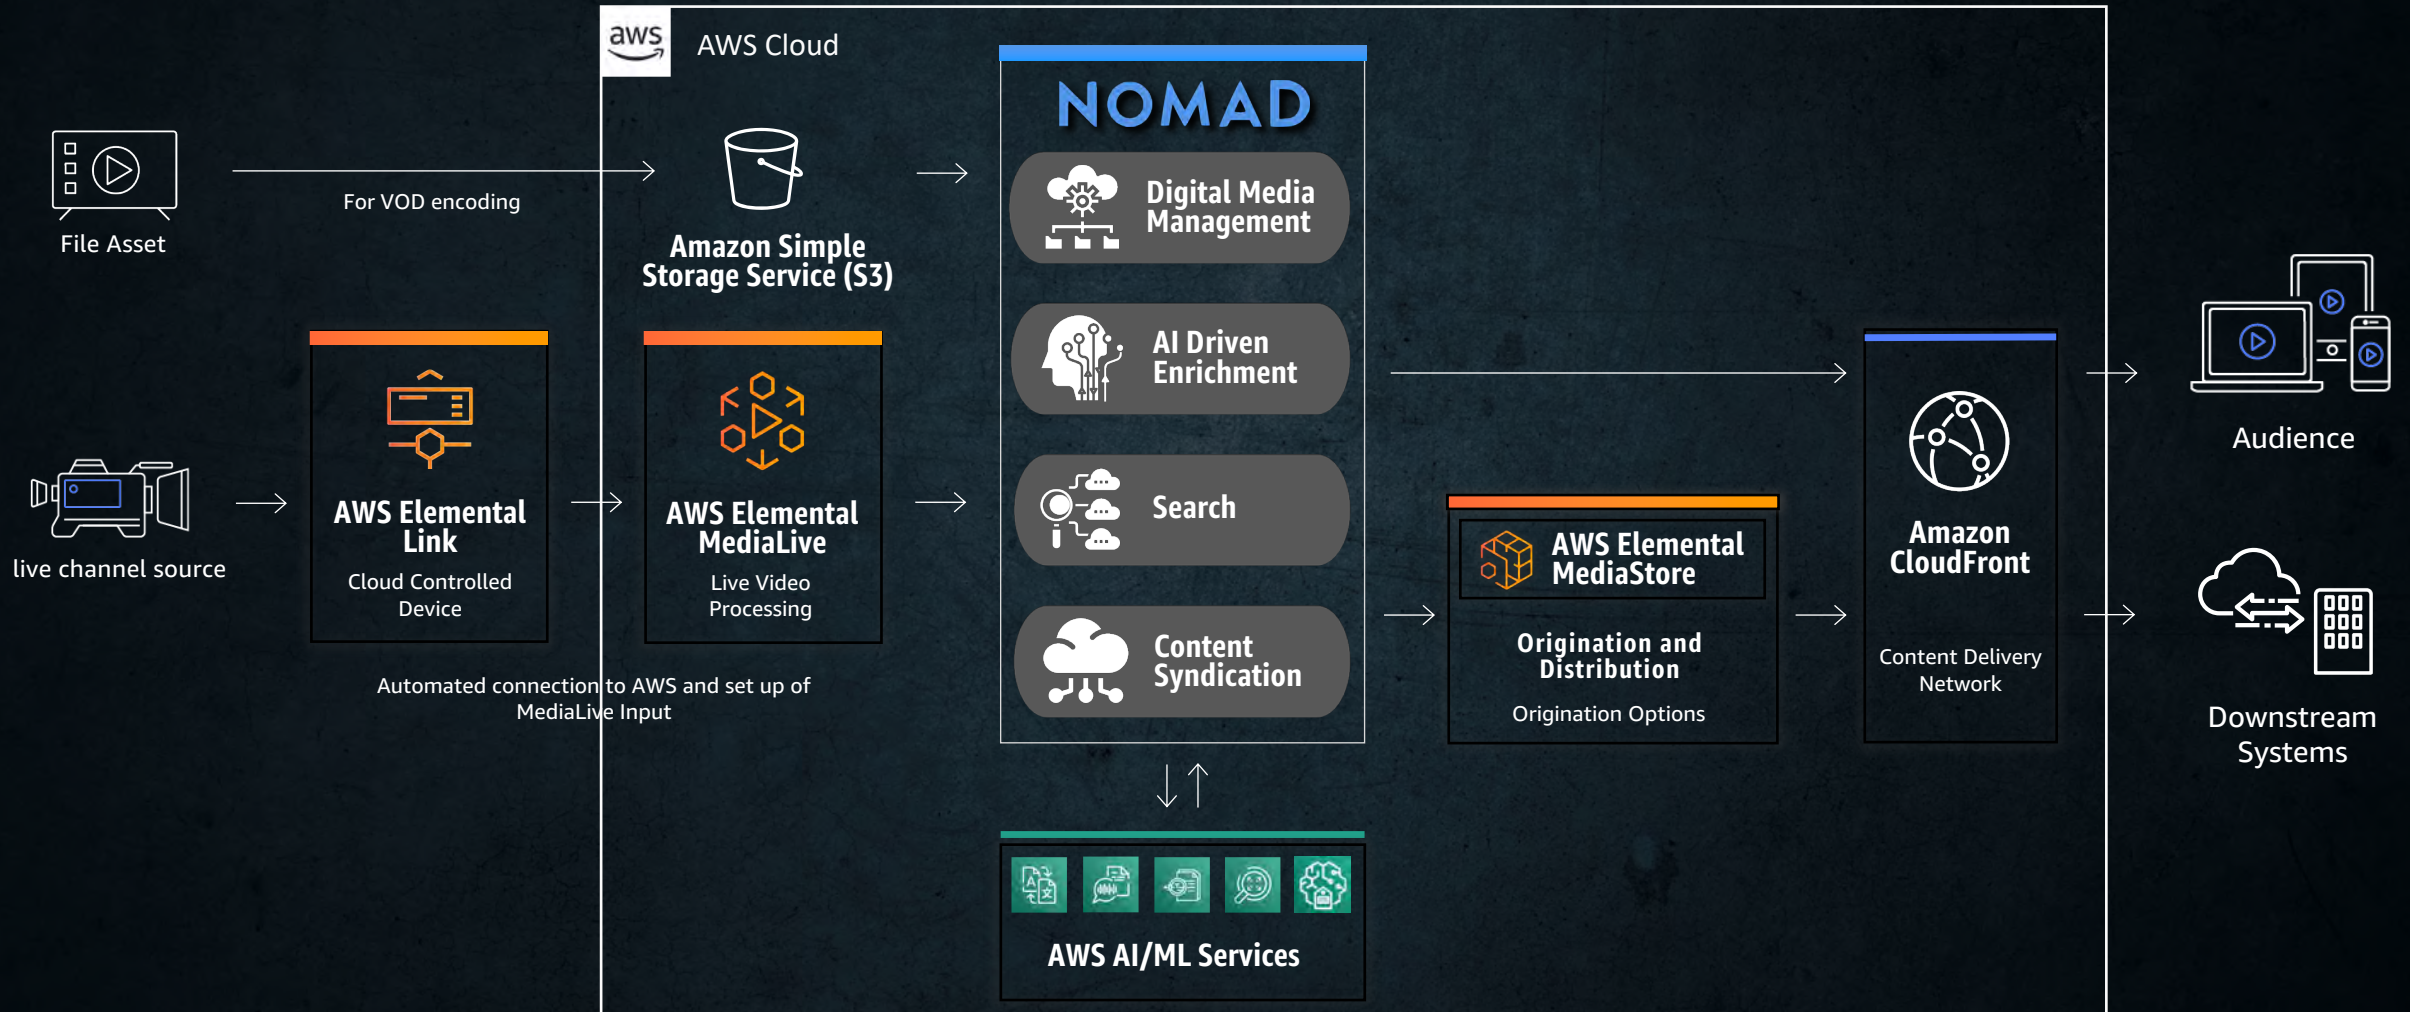 aws
AWS Cloud
NOMAD
File Asset
For VOD encoding
Amazon Simple
Storage Service (S3)
Digital Media
Management
AI Driven
Enrichment
Search
Content
Syndication
live channel source
AWS Elemental
Link
Cloud Controlled
Device
AWS Elemental
MediaLive
Live Video
Processing
Automated connection to AWS and set up of
MediaLive Input
AWS Elemental
MediaStore
Origination and
Distribution
Origination Options
Amazon
CloudFront
Content Delivery
Network
Audience
Downstream
Systems
A
文
AWS AI/ML Services